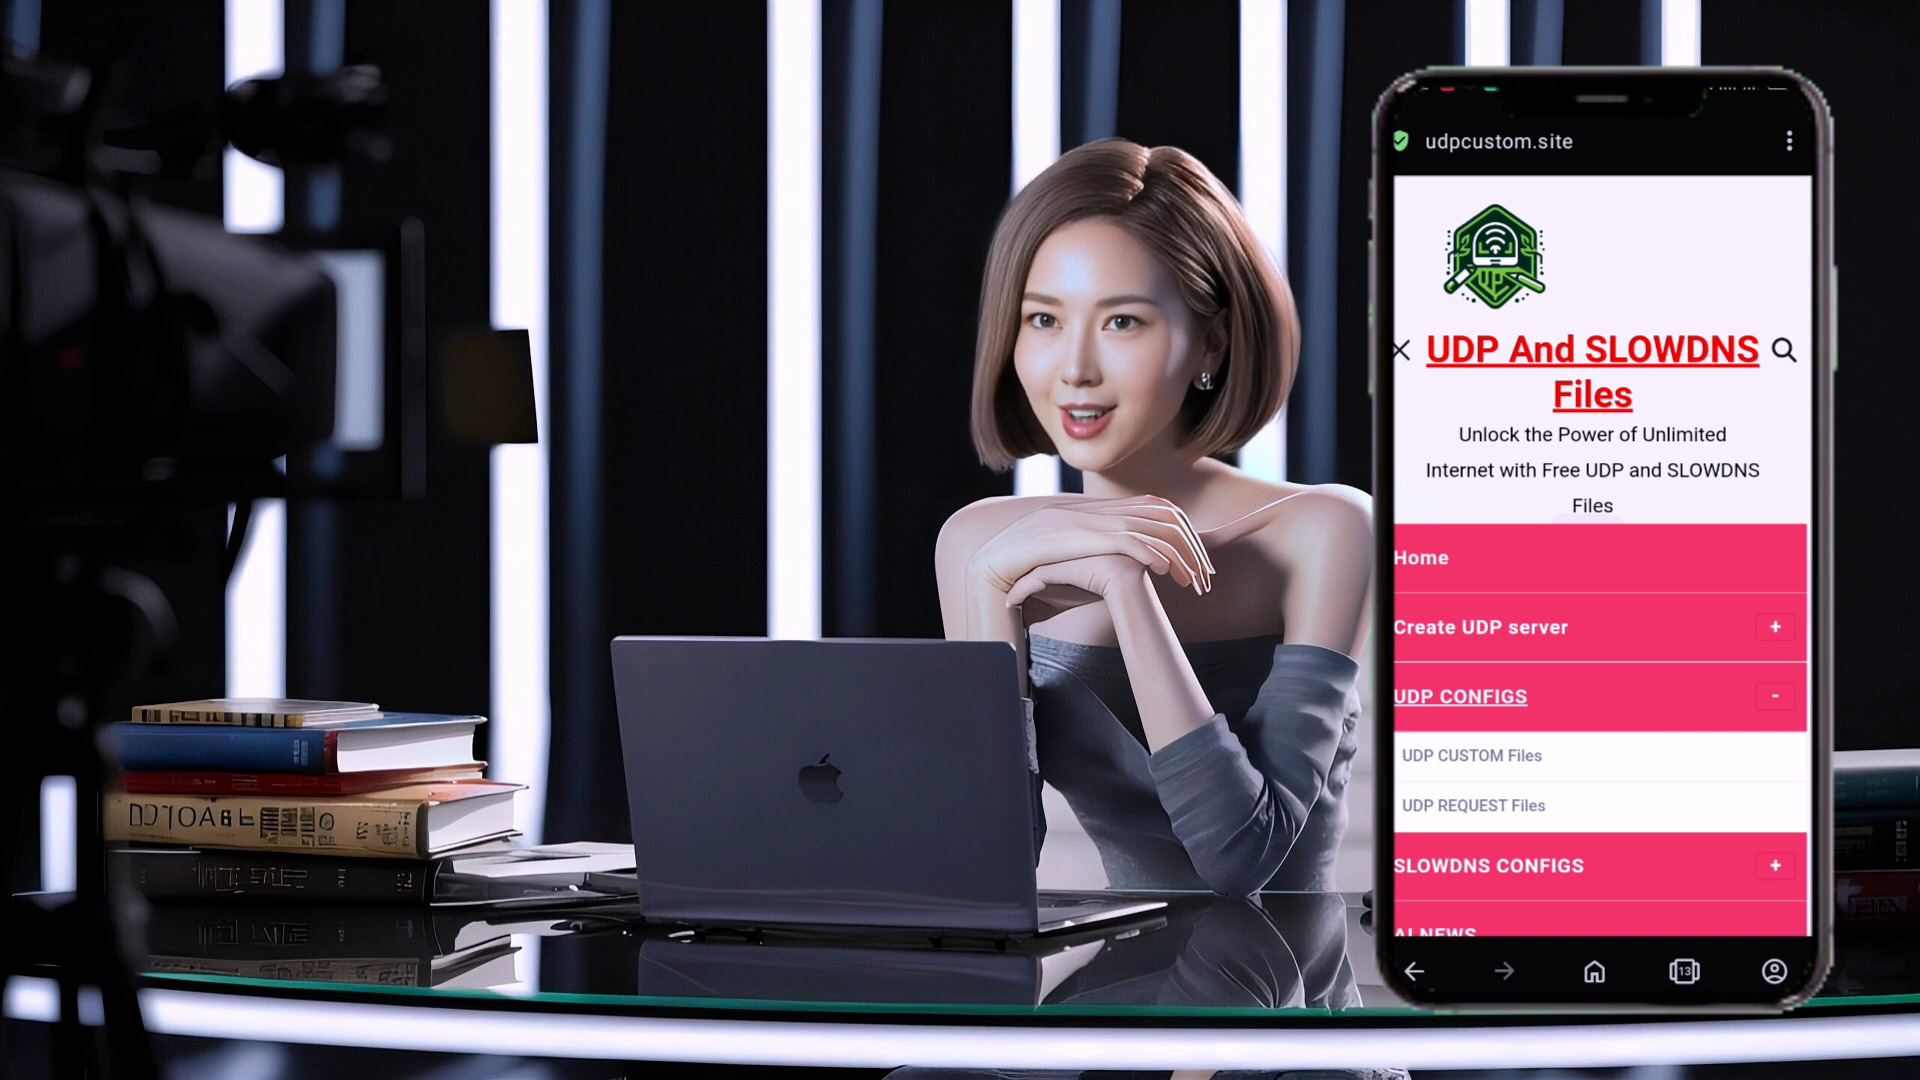 udpcustom.site
UDP And SLOWDNS
Files
Unlock the Power of Unlimited
Internet with Free UDP and SLOWDNS
Files
Home
Create UDP server
+
UDP CONFIGS
-
UDP CUSTOM Files
UDP REQUEST Files
SLOWDNS CONFIGS
+
13